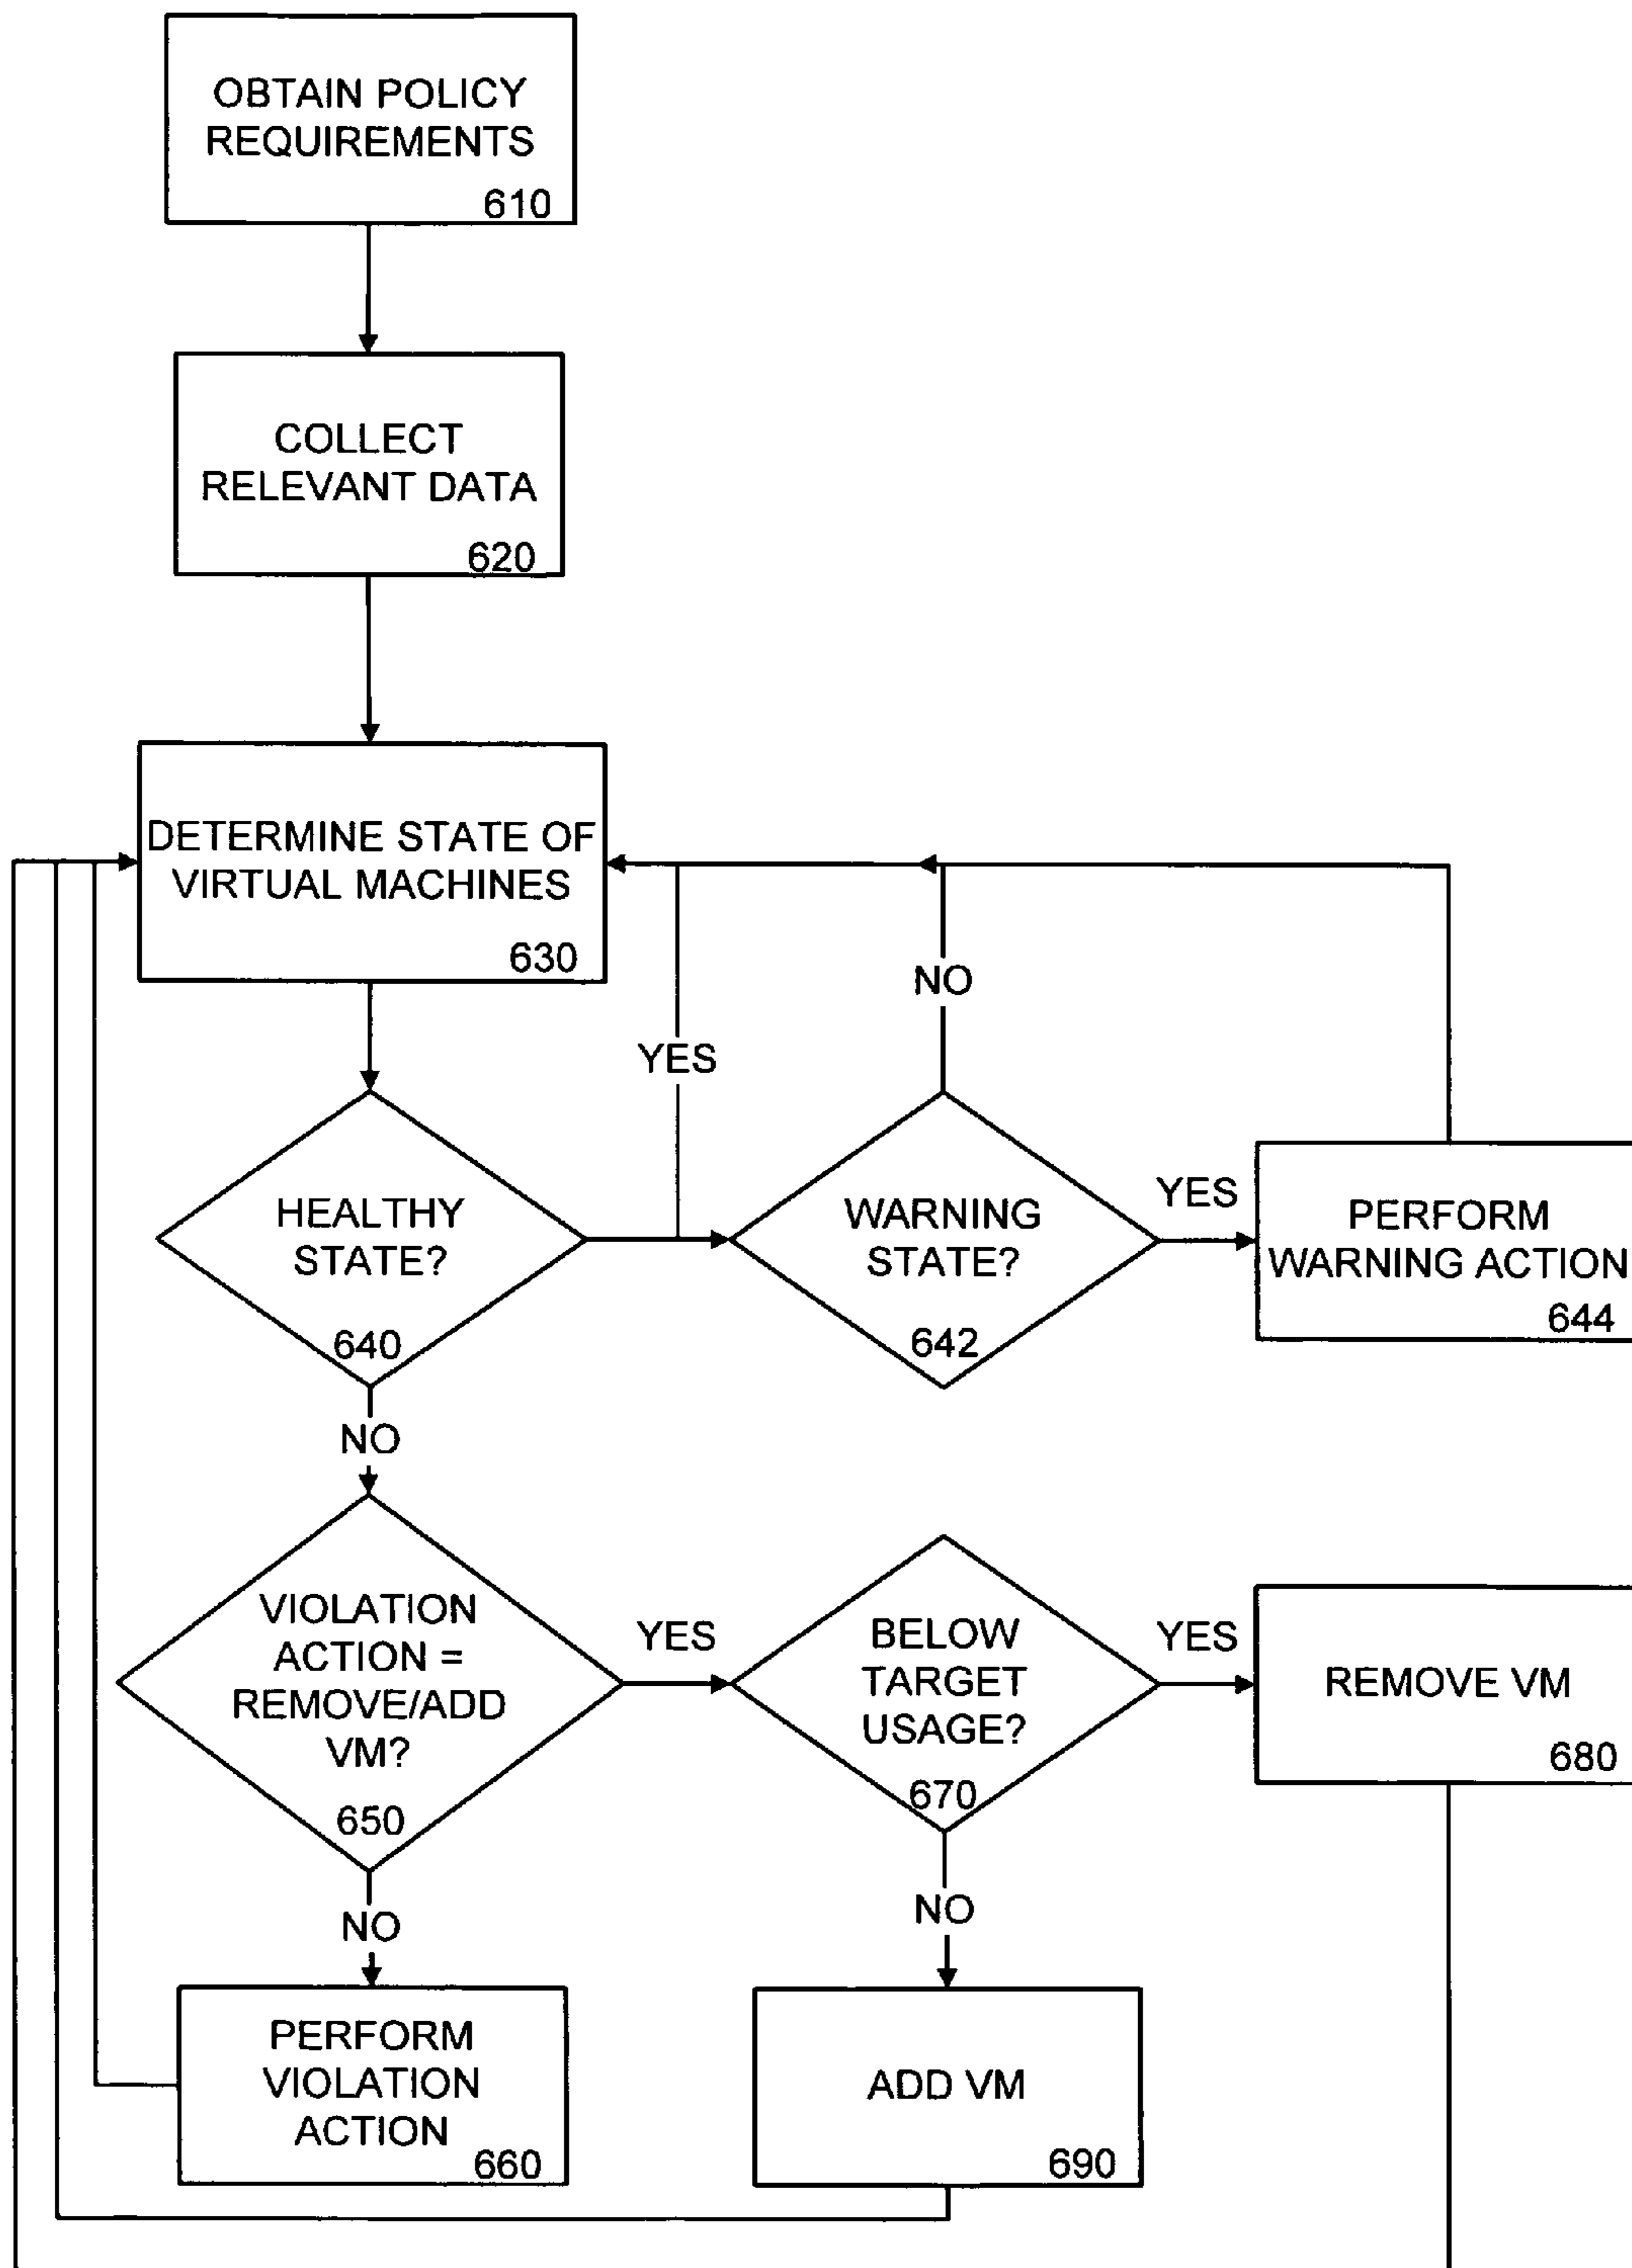 OBTAIN POLICY
REQUIREMENTS
610
COLLECT
RELEVANT DATA
620
DETERMINE STATE OF
VIRTUAL MACHINES
630
NO
YES
HEALTHY
STATE?
640
WARNING
STATE?
642
YES
PERFORM
WARNING ACTION
644
NO
VIOLATION
ACTION =
REMOVE/ADD
VM?
650
YES
BELOW
TARGET
USAGE?
670
YES
REMOVE VM
680
NO
NO
PERFORM
VIOLATION
ACTION
660
ADD VM
690